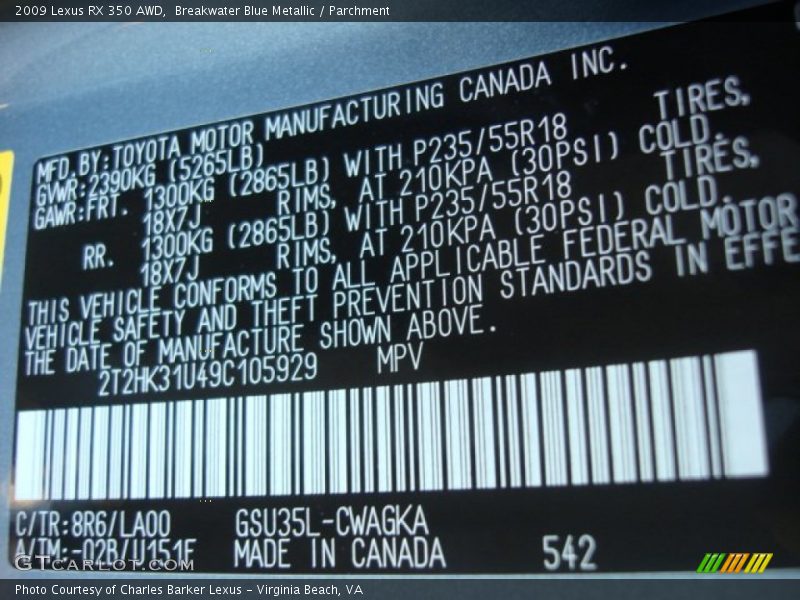 2009 Lexus RX 350 AWD,  Breakwater Blue Metallic / Parchment
MFD.BY:TOYOTA MOTOR MANUFACTURING CANADA INC.
GVWR:2390KG (5265LB)
GAWR:FRT. 1300KG (2865LB) WITH P235/55R18 TIRES,
18X7J RIMS, AT 210KPA (30PSI) COLD.
RR. 1300KG (2865LB) WITH P235/55R18 TIRES,
18X7J RIMS, AT 210KPA (30PSI) COLD.
THIS VEHICLE CONFORMS TO ALL APPLICABLE FEDERAL MOTOR
VEHICLE SAFETY AND THEFT PREVENTION STANDARDS IN EFFE
THE DATE OF MANUFACTURE SHOWN ABOVE.
2T2HK31U49C105929 MPV
C/TR:8R6/LA00 GSU35L-CWAGKA
A/TM:-02B/U151F MADE IN CANADA 542
GTCARLOT.COM
Photo Courtesy of Charles Barker Lexus - Virginia Beach, VA